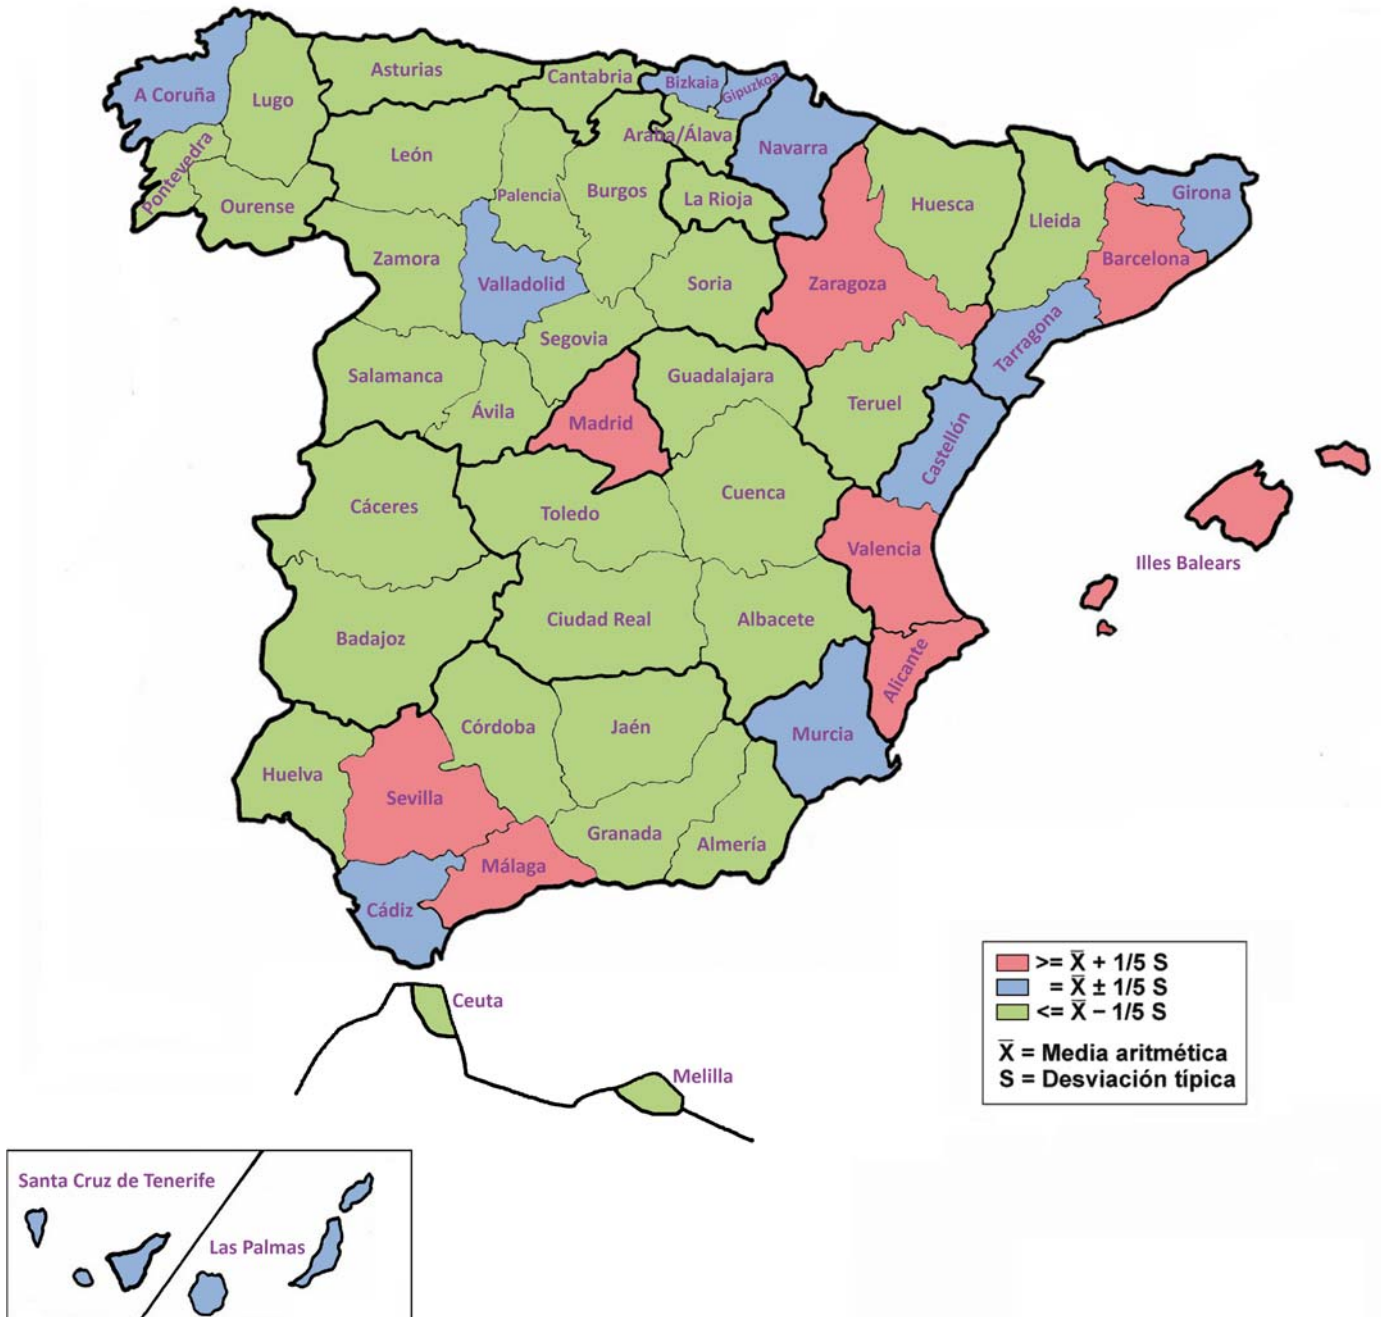 Asturias
Cantabria
Bizkaia
Gipuzkoa
A Coruña
Lugo
Araba/Álava
Navarra
León
Pontevedra
Palencia
Burgos
La Rioja
Huesca
Girona
Ourense
Lleida
Zamora
Barcelona
Valladolid
Soria
Zaragoza
Segovia
Tarragona
Salamanca
Guadalajara
Ávila
Madrid
Teruel
Castellón
Cáceres
Toledo
Cuenca
Valencia
Illes Balears
Badajoz
Ciudad Real
Albacete
Alicante
Córdoba
Jaén
Murcia
Huelva
Sevilla
Granada
Almería
Málaga
Cádiz
Ceuta
Melilla
>= X̅ + 1/5 S
= X̅ ± 1/5 S
<= X̅ – 1/5 S
X̅ = Media aritmética
S = Desviación típica
Santa Cruz de Tenerife
Las Palmas